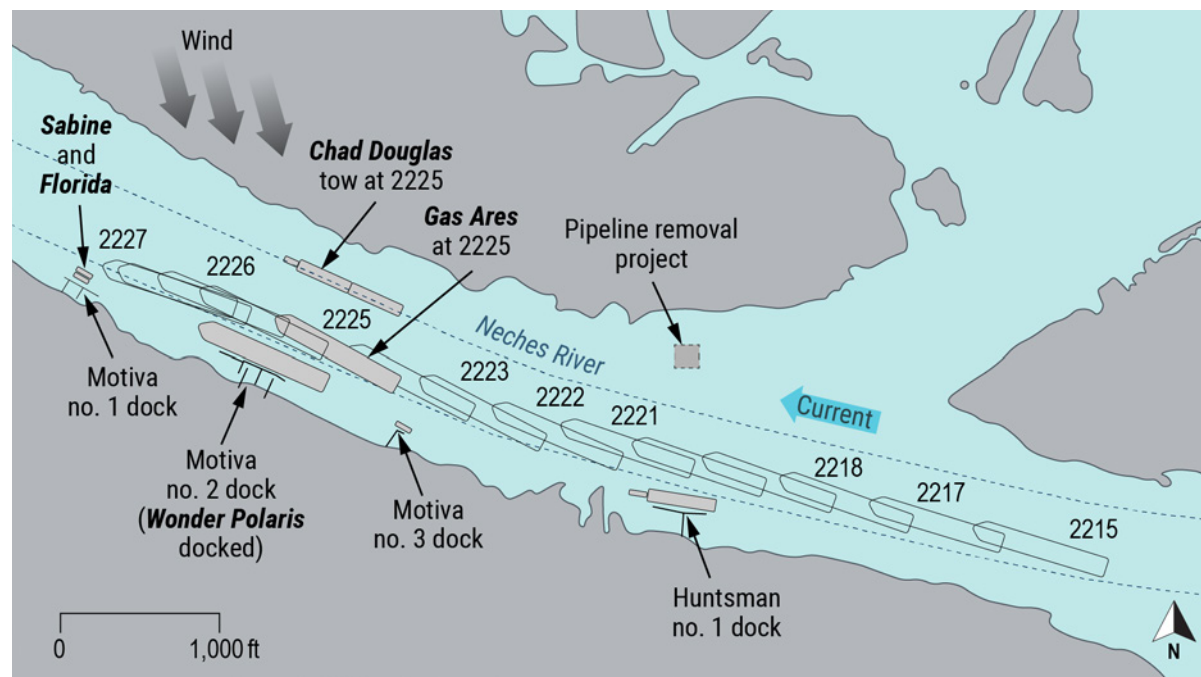 Wind
Sabine
and
Florida
Chad Douglas
tow at 2225
Gas Ares
at 2225
Pipeline removal
project
2227
2226
2225
Neches River
2223
2222
2221
Current
2218
2217
2215
Motiva
no. 1 dock
Motiva
no. 2 dock
(Wonder Polaris
docked)
Motiva
no. 3 dock
Huntsman
no. 1 dock
0
1,000 ft
N